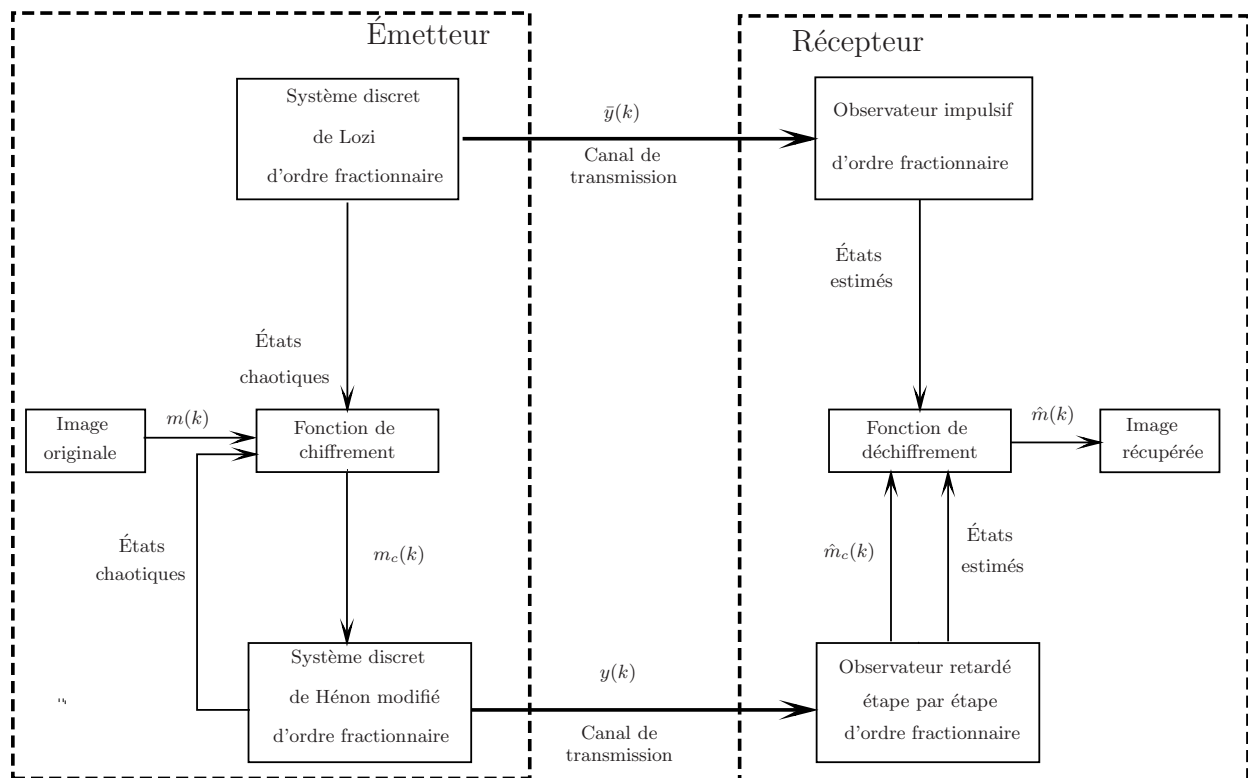 Émetteur
Récepteur
Système discret
de Lozi
d'ordre fractionnaire
ȳ(k)
Canal de
transmission
Observateur impulsif
d'ordre fractionnaire
États
estimés
États
chaotiques
Image
originale
m(k)
Fonction de
chiffrement
Fonction de
déchiffrement
m̂(k)
Image
récupérée
États
chaotiques
m_c(k)
m̂_c(k)
États
estimés
Système discret
de Hénon modifié
d'ordre fractionnaire
y(k)
Canal de
transmission
Observateur retardé
étape par étape
d'ordre fractionnaire